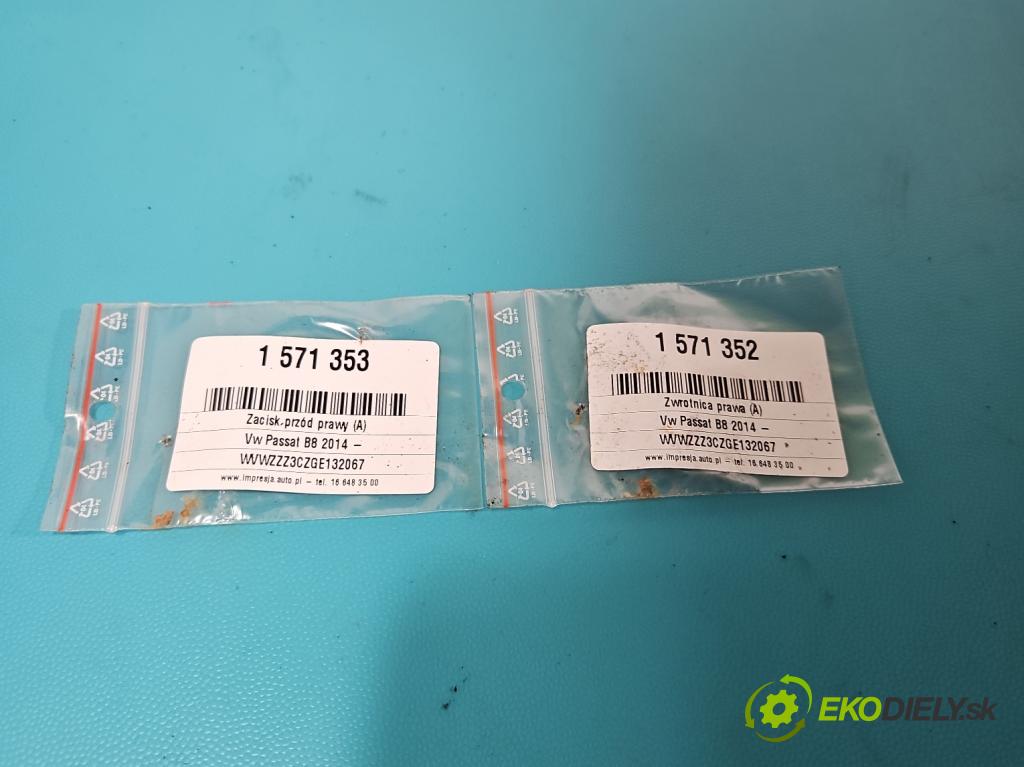 1 571 353
Zacisk przód prawy (A)
Vw Passat B8 2014 –
WVWZZZ3CZGE132067
www.impresja.auto.pl – tel. 16 648 35 00
1 571 352
Zwrotnica prawa (A)
Vw Passat B8 2014 –
WVWZZZ3CZGE132067
www.impresja.auto.pl – tel. 16 648 35 00
EKODIELY.sk